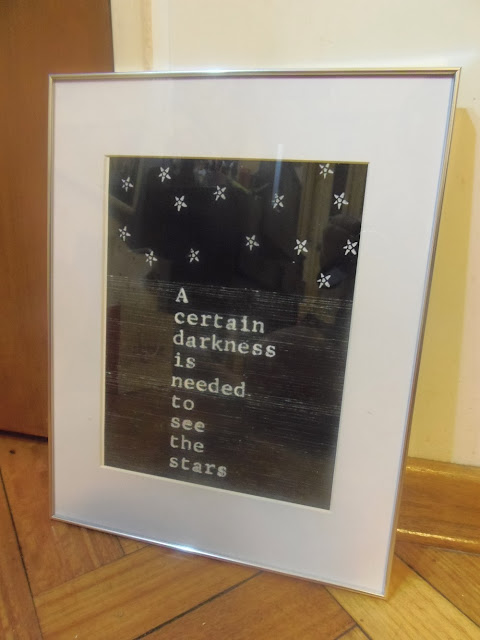 A
certain
darkness
is
needed
to
see
the
stars